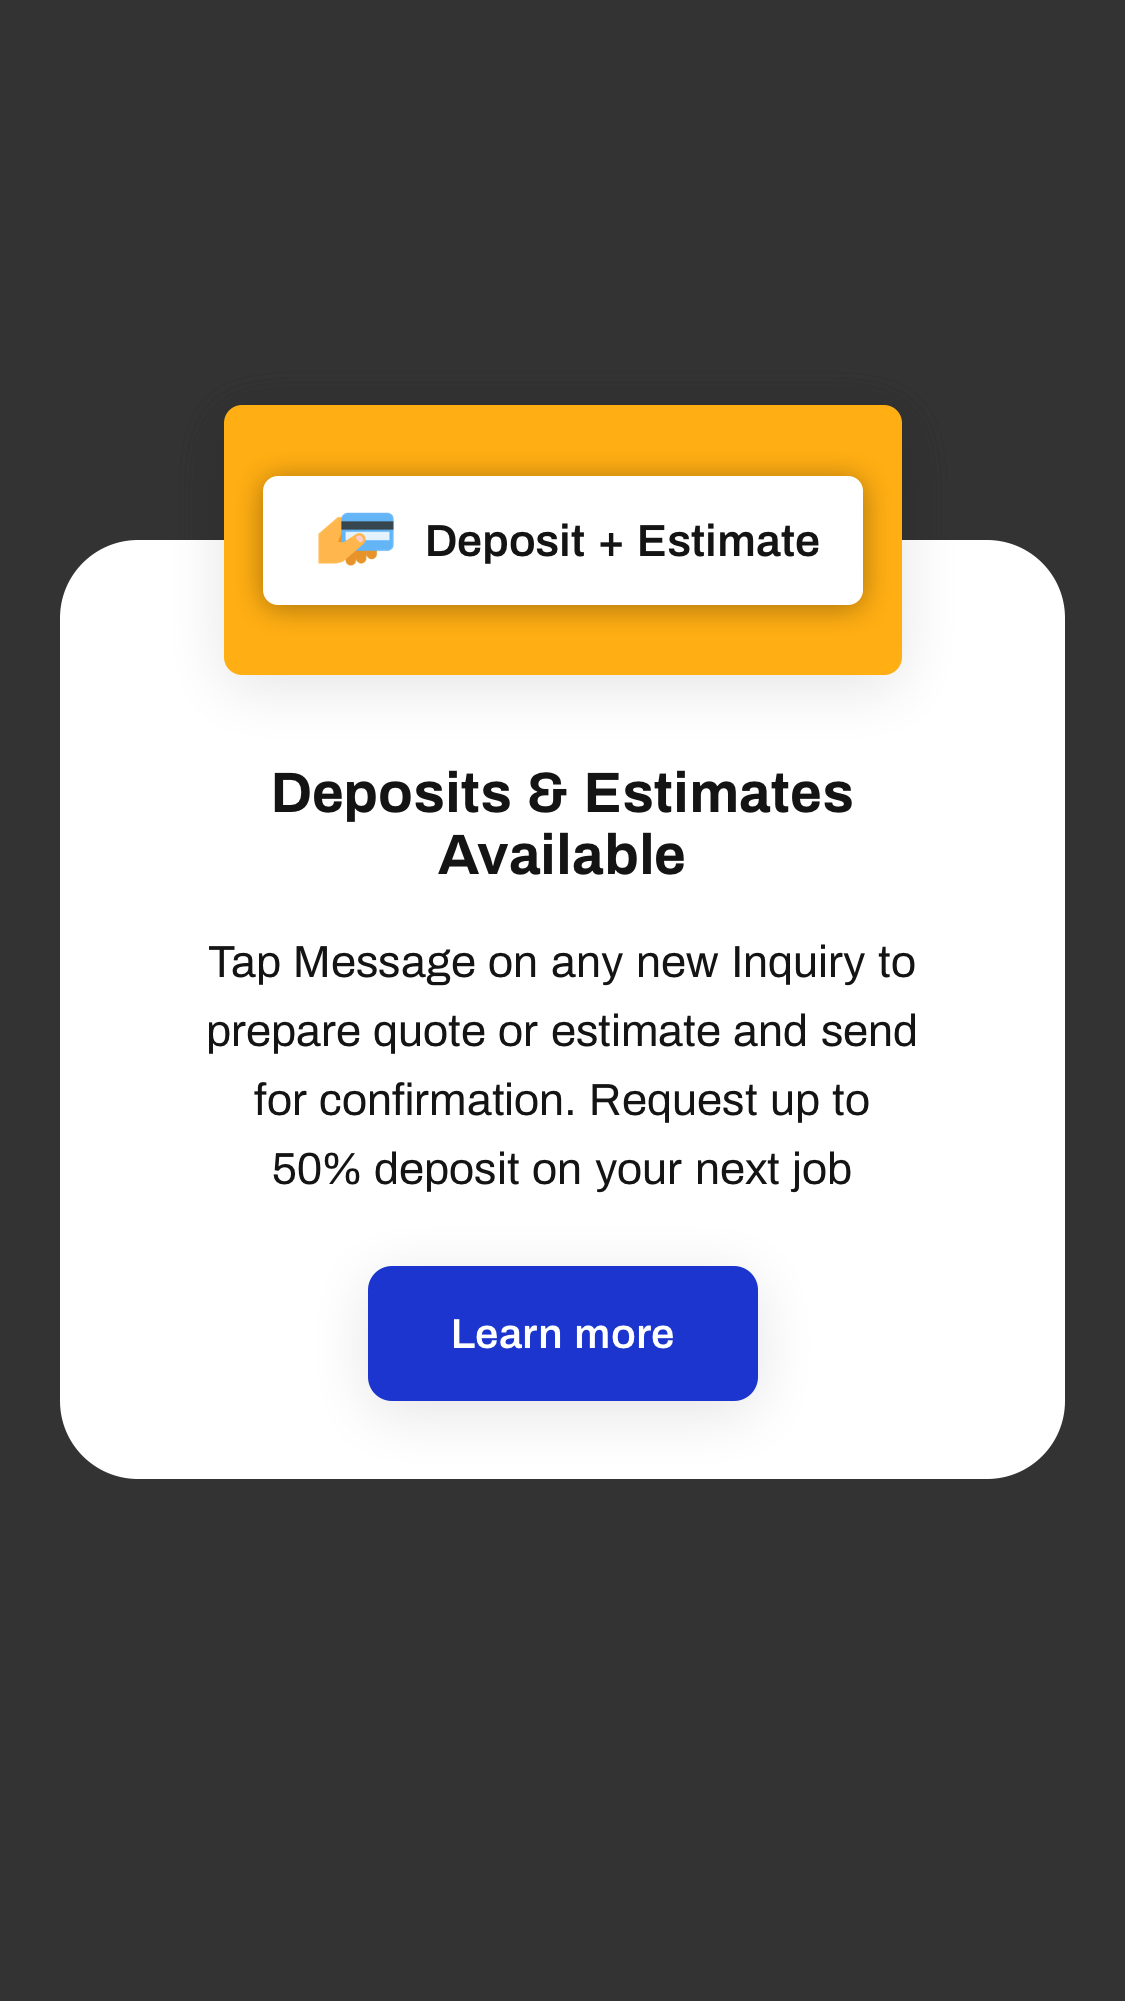 Deposit + Estimate
Deposits & Estimates
Available
Tap Message on any new Inquiry to
prepare quote or estimate and send
for confirmation. Request up to
50% deposit on your next job
Learn more